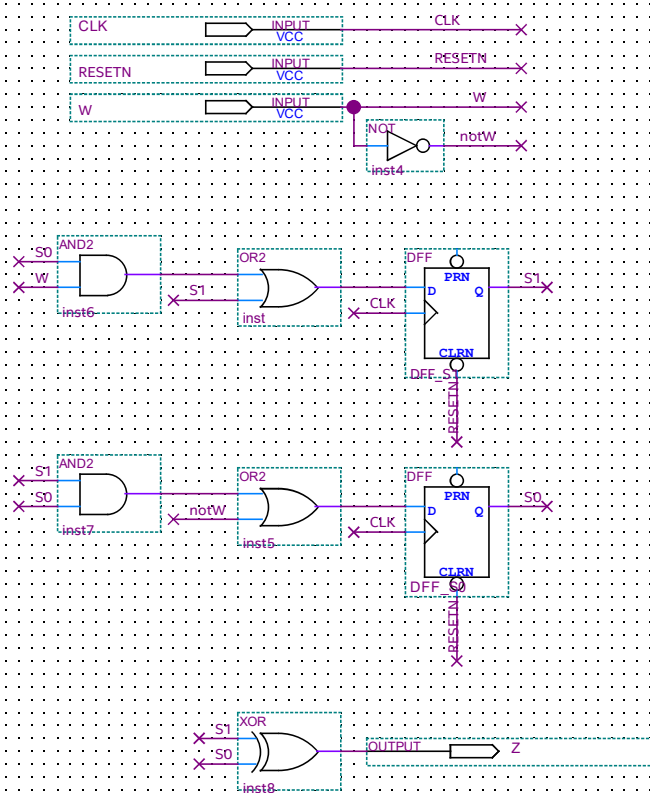 CLK
INPUT
VCC
CLK
RESETN
INPUT
VCC
RESETN
W
INPUT
VCC
W
NOT
notW
inst4
S0
AND2
W
inst6
S1
OR2
inst
CLK
DFF
PRN
D
Q
CLRN
DFF_S1
RESETN
S1
S1
AND2
S0
inst7
notW
OR2
inst5
CLK
DFF
PRN
D
Q
CLRN
DFF_S0
RESETN
S0
S1
XOR
S0
inst8
OUTPUT
Z